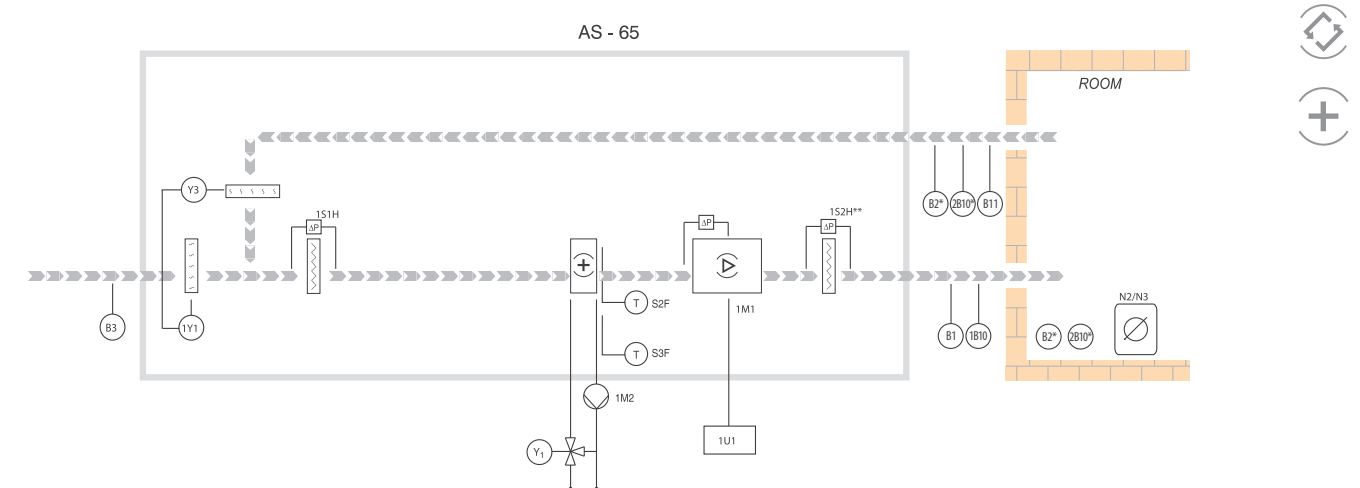 AS - 65
ROOM
Y3
1S1H
ΔP
ΔP
1S2H**
ΔP
B2*
2B10*
B11
B3
1Y1
T
S2F
T
S3F
1M1
B1
1B10
N2/N3
B2*
2B10*
1M2
1U1
Y₁